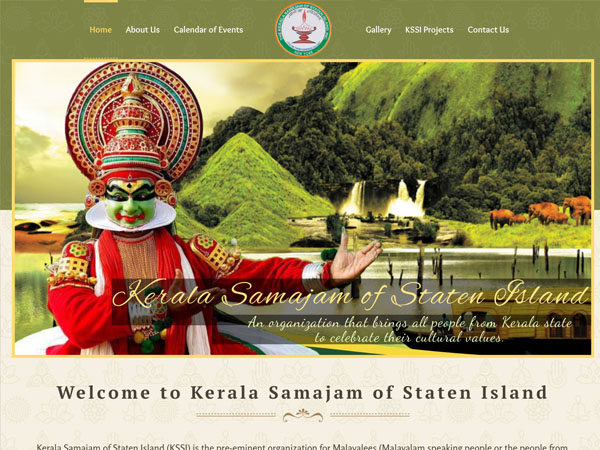 Home About Us Calendar of Events Gallery KSSI Projects Contact Us
Kerala Samajam of Staten Island
An organization that brings all people from Kerala state
to celebrate their cultural values.
Welcome to Kerala Samajam of Staten Island
Kerala Samajam of Staten Island (KSSI) is the pre-eminent organization for Malayalees (Malayalam speaking people or the people from